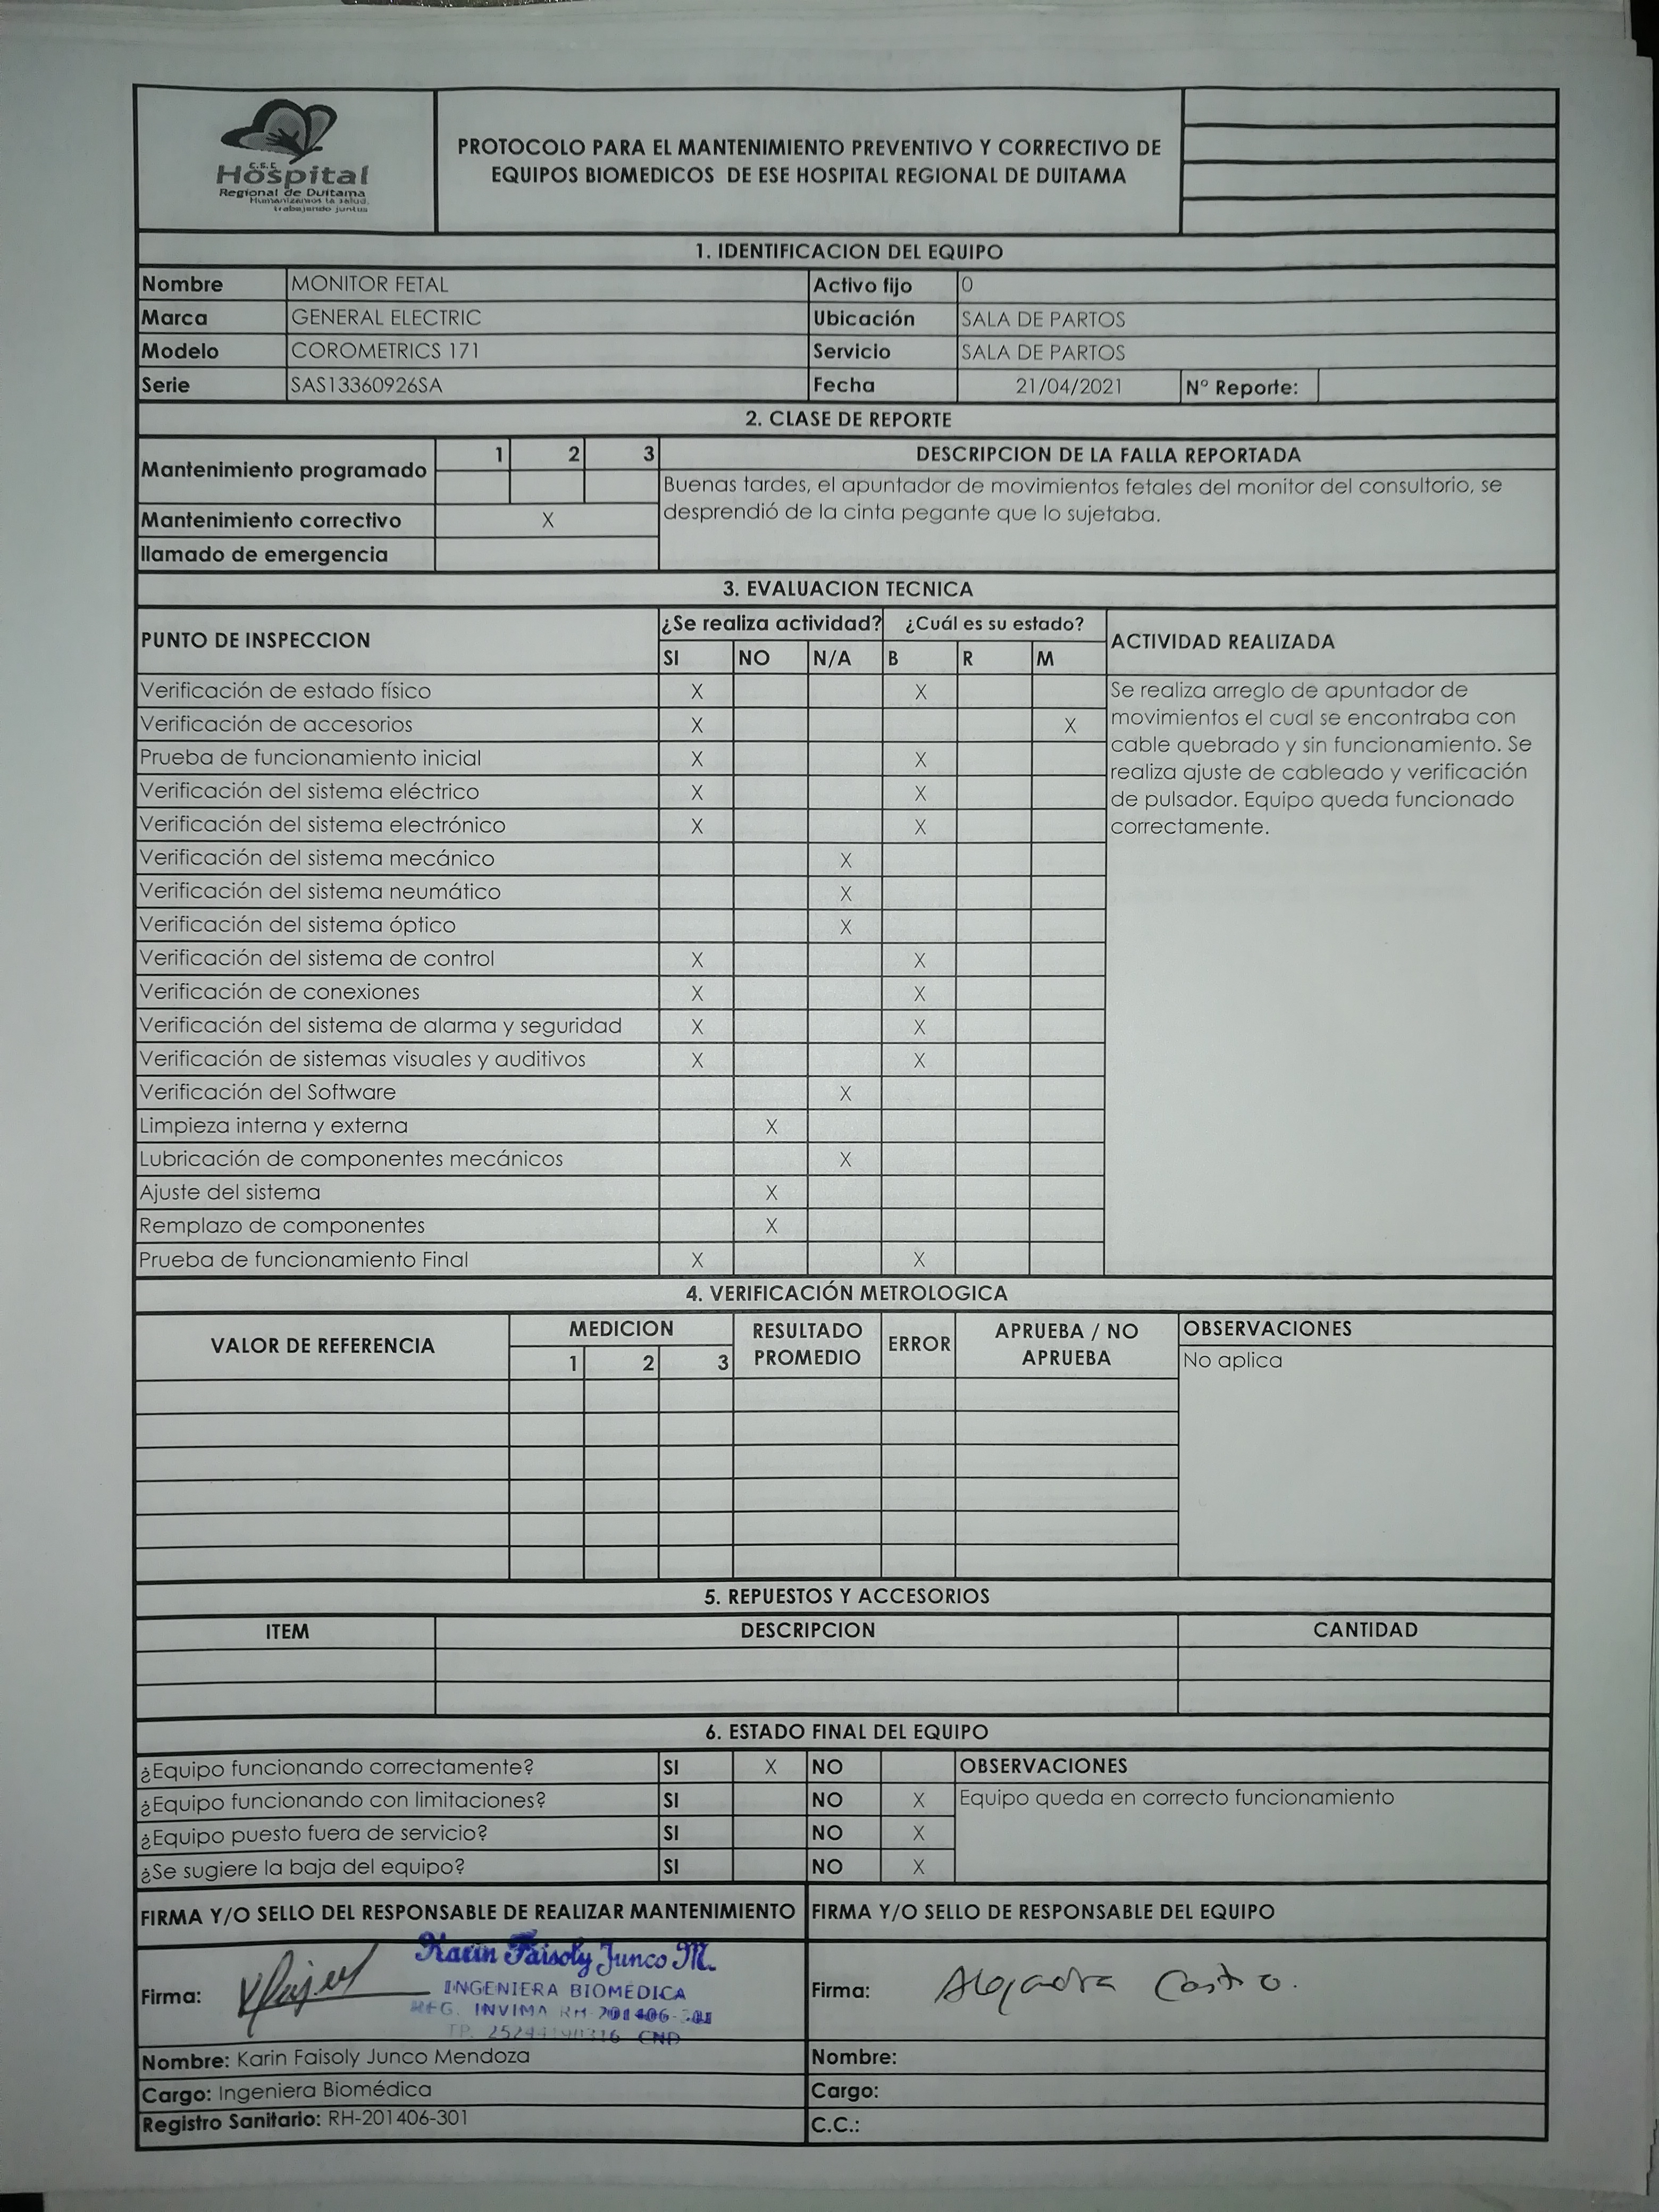 E.S.E
Hospital
Regional de Duitama
Humanizamos la salud,
trabajando juntos
PROTOCOLO PARA EL MANTENIMIENTO PREVENTIVO Y CORRECTIVO DE
EQUIPOS BIOMEDICOS DE ESE HOSPITAL REGIONAL DE DUITAMA
1. IDENTIFICACION DEL EQUIPO
Nombre MONITOR FETAL Activo fijo 0
Marca GENERAL ELECTRIC Ubicación SALA DE PARTOS
Modelo COROMETRICS 171 Servicio SALA DE PARTOS
Serie SAS13360926SA Fecha 21/04/2021 N° Reporte:
2. CLASE DE REPORTE
Mantenimiento programado 1 2 3 DESCRIPCION DE LA FALLA REPORTADA
Buenas tardes, el apuntador de movimientos fetales del monitor del consultorio, se
desprendió de la cinta pegante que lo sujetaba.
Mantenimiento correctivo X
llamado de emergencia
3. EVALUACION TECNICA
PUNTO DE INSPECCION ¿Se realiza actividad? ¿Cuál es su estado? ACTIVIDAD REALIZADA
SI NO N/A B R M
Verificación de estado físico X X
Verificación de accesorios X X
Prueba de funcionamiento inicial X X
Verificación del sistema eléctrico X X
Verificación del sistema electrónico X X
Verificación del sistema mecánico X
Verificación del sistema neumático X
Verificación del sistema óptico X
Verificación del sistema de control X X
Verificación de conexiones X X
Verificación del sistema de alarma y seguridad X X
Verificación de sistemas visuales y auditivos X X
Verificación del Software X
Limpieza interna y externa X
Lubricación de componentes mecánicos X
Ajuste del sistema X
Remplazo de componentes X
Prueba de funcionamiento Final X X
Se realiza arreglo de apuntador de
movimientos el cual se encontraba con
cable quebrado y sin funcionamiento. Se
realiza ajuste de cableado y verificación
de pulsador. Equipo queda funcionado
correctamente.
4. VERIFICACIÓN METROLOGICA
VALOR DE REFERENCIA MEDICION RESULTADO PROMEDIO ERROR APRUEBA / NO APRUEBA OBSERVACIONES
1 2 3 No aplica
5. REPUESTOS Y ACCESORIOS
ITEM DESCRIPCION CANTIDAD
6. ESTADO FINAL DEL EQUIPO
¿Equipo funcionando correctamente? SI X NO OBSERVACIONES
¿Equipo funcionando con limitaciones? SI NO X Equipo queda en correcto funcionamiento
¿Equipo puesto fuera de servicio? SI NO X
¿Se sugiere la baja del equipo? SI NO X
FIRMA Y/O SELLO DEL RESPONSABLE DE REALIZAR MANTENIMIENTO FIRMA Y/O SELLO DE RESPONSABLE DEL EQUIPO
Karin Faisoly Junco M.
INGENIERA BIOMÉDICA
REG. INVIMA RH-201406-301
Firma: Firma: Alejandra Castro.
Nombre: Karin Faisoly Junco Mendoza Nombre:
Cargo: Ingeniera Biomédica Cargo:
Registro Sanitario: RH-201406-301 C.C.: